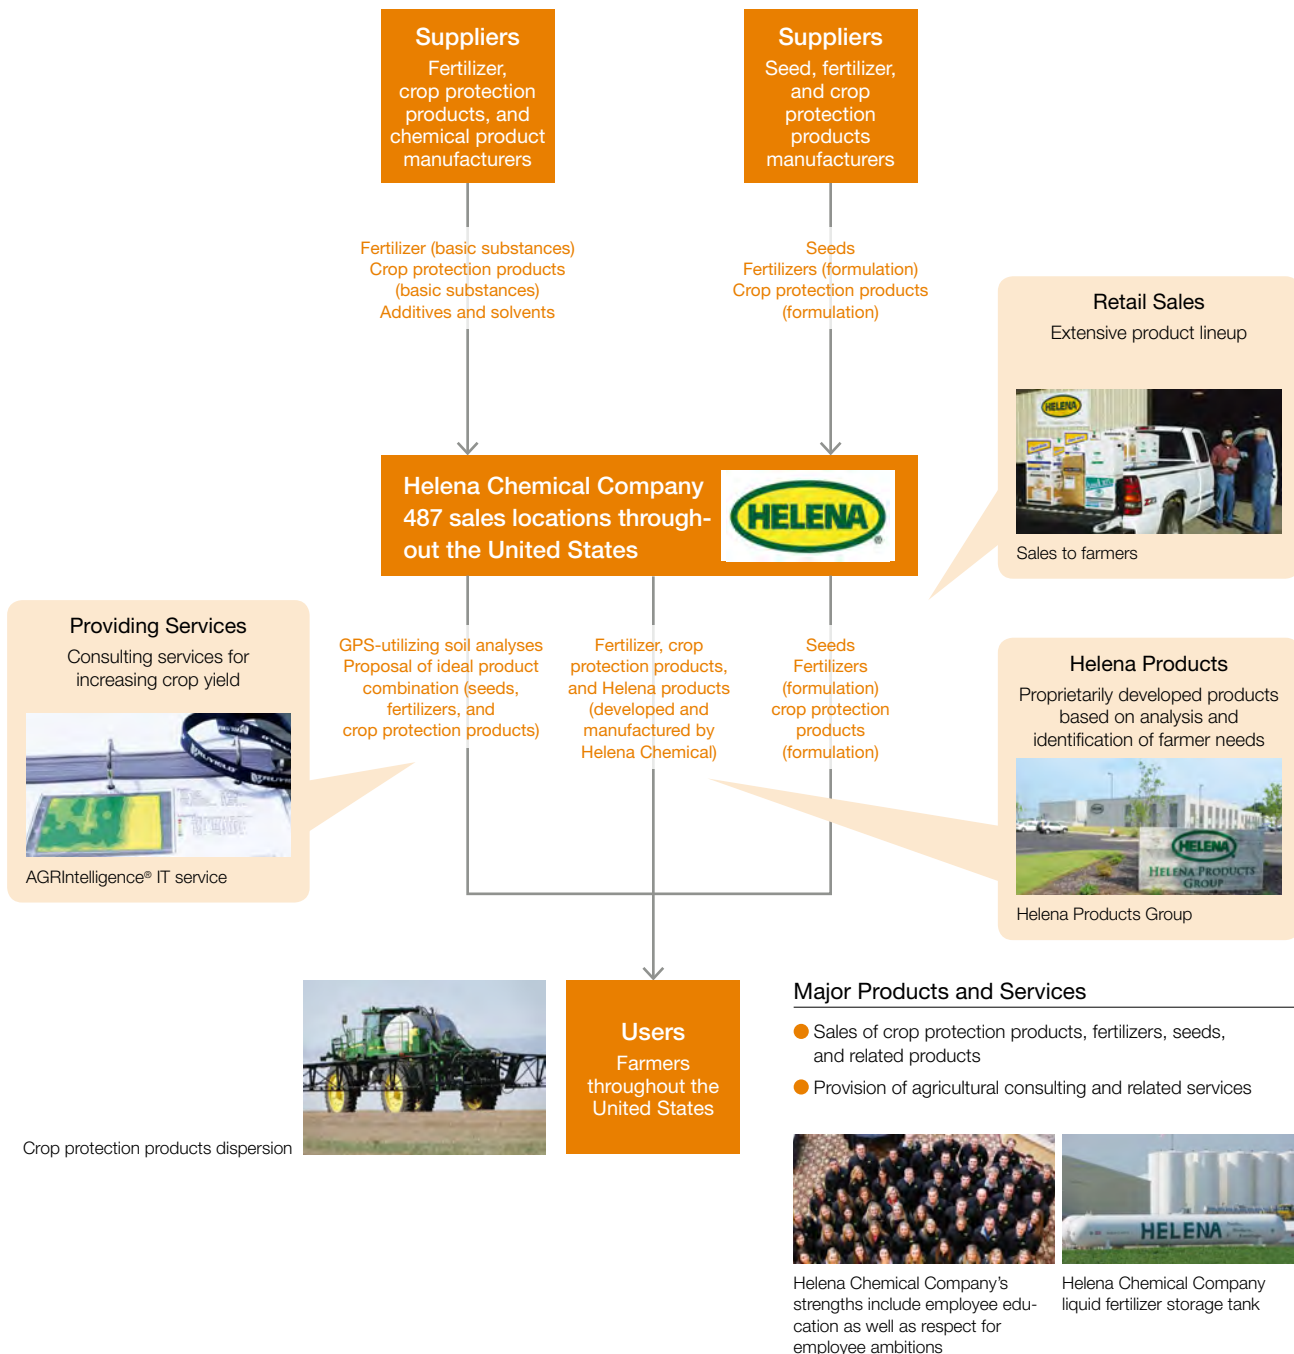 Suppliers
Fertilizer,
crop protection
products, and
chemical product
manufacturers
Suppliers
Seed, fertilizer,
and crop
protection
products
manufacturers
Fertilizer (basic substances)
Crop protection products
(basic substances)
Additives and solvents
Seeds
Fertilizers (formulation)
Crop protection products
(formulation)
Retail Sales
Extensive product lineup
HELENA
Sales to farmers
Helena Chemical Company
487 sales locations through-
out the United States
HELENA
®
Providing Services
Consulting services for
increasing crop yield
AGRIntelligence® IT service
GPS-utilizing soil analyses
Proposal of ideal product
combination (seeds,
fertilizers, and
crop protection products)
Fertilizer, crop
protection products,
and Helena products
(developed and
manufactured by
Helena Chemical)
Seeds
Fertilizers
(formulation)
crop protection
products
(formulation)
Helena Products
Proprietarily developed products
based on analysis and
identification of farmer needs
HELENA
HELENA PRODUCTS
GROUP
Helena Products Group
Crop protection products dispersion
Users
Farmers
throughout the
United States
Major Products and Services
Sales of crop protection products, fertilizers, seeds,
and related products
Provision of agricultural consulting and related services
HELENA
Helena Chemical Company's
strengths include employee edu-
cation as well as respect for
employee ambitions
Helena Chemical Company
liquid fertilizer storage tank